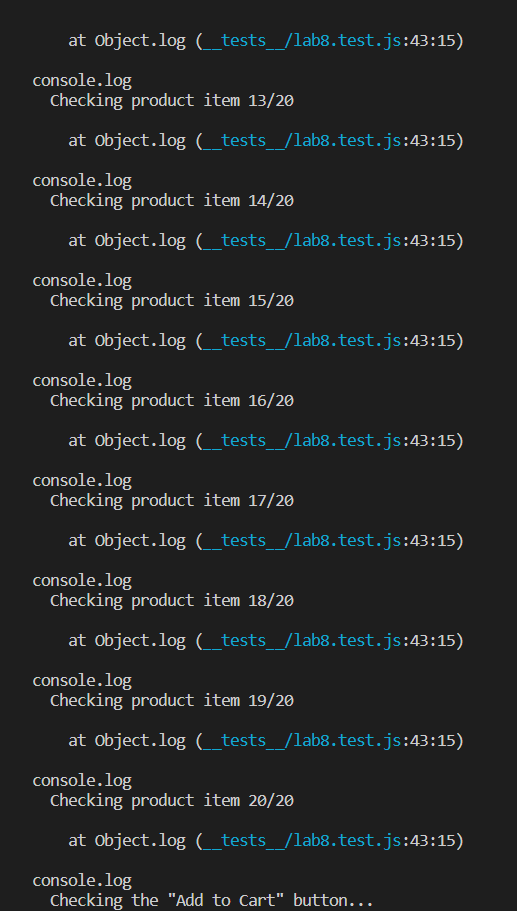 at Object.log (__tests__/lab8.test.js:43:15)
console.log
Checking product item 13/20
at Object.log (__tests__/lab8.test.js:43:15)
console.log
Checking product item 14/20
at Object.log (__tests__/lab8.test.js:43:15)
console.log
Checking product item 15/20
at Object.log (__tests__/lab8.test.js:43:15)
console.log
Checking product item 16/20
at Object.log (__tests__/lab8.test.js:43:15)
console.log
Checking product item 17/20
at Object.log (__tests__/lab8.test.js:43:15)
console.log
Checking product item 18/20
at Object.log (__tests__/lab8.test.js:43:15)
console.log
Checking product item 19/20
at Object.log (__tests__/lab8.test.js:43:15)
console.log
Checking product item 20/20
at Object.log (__tests__/lab8.test.js:43:15)
console.log
Checking the "Add to Cart" button...